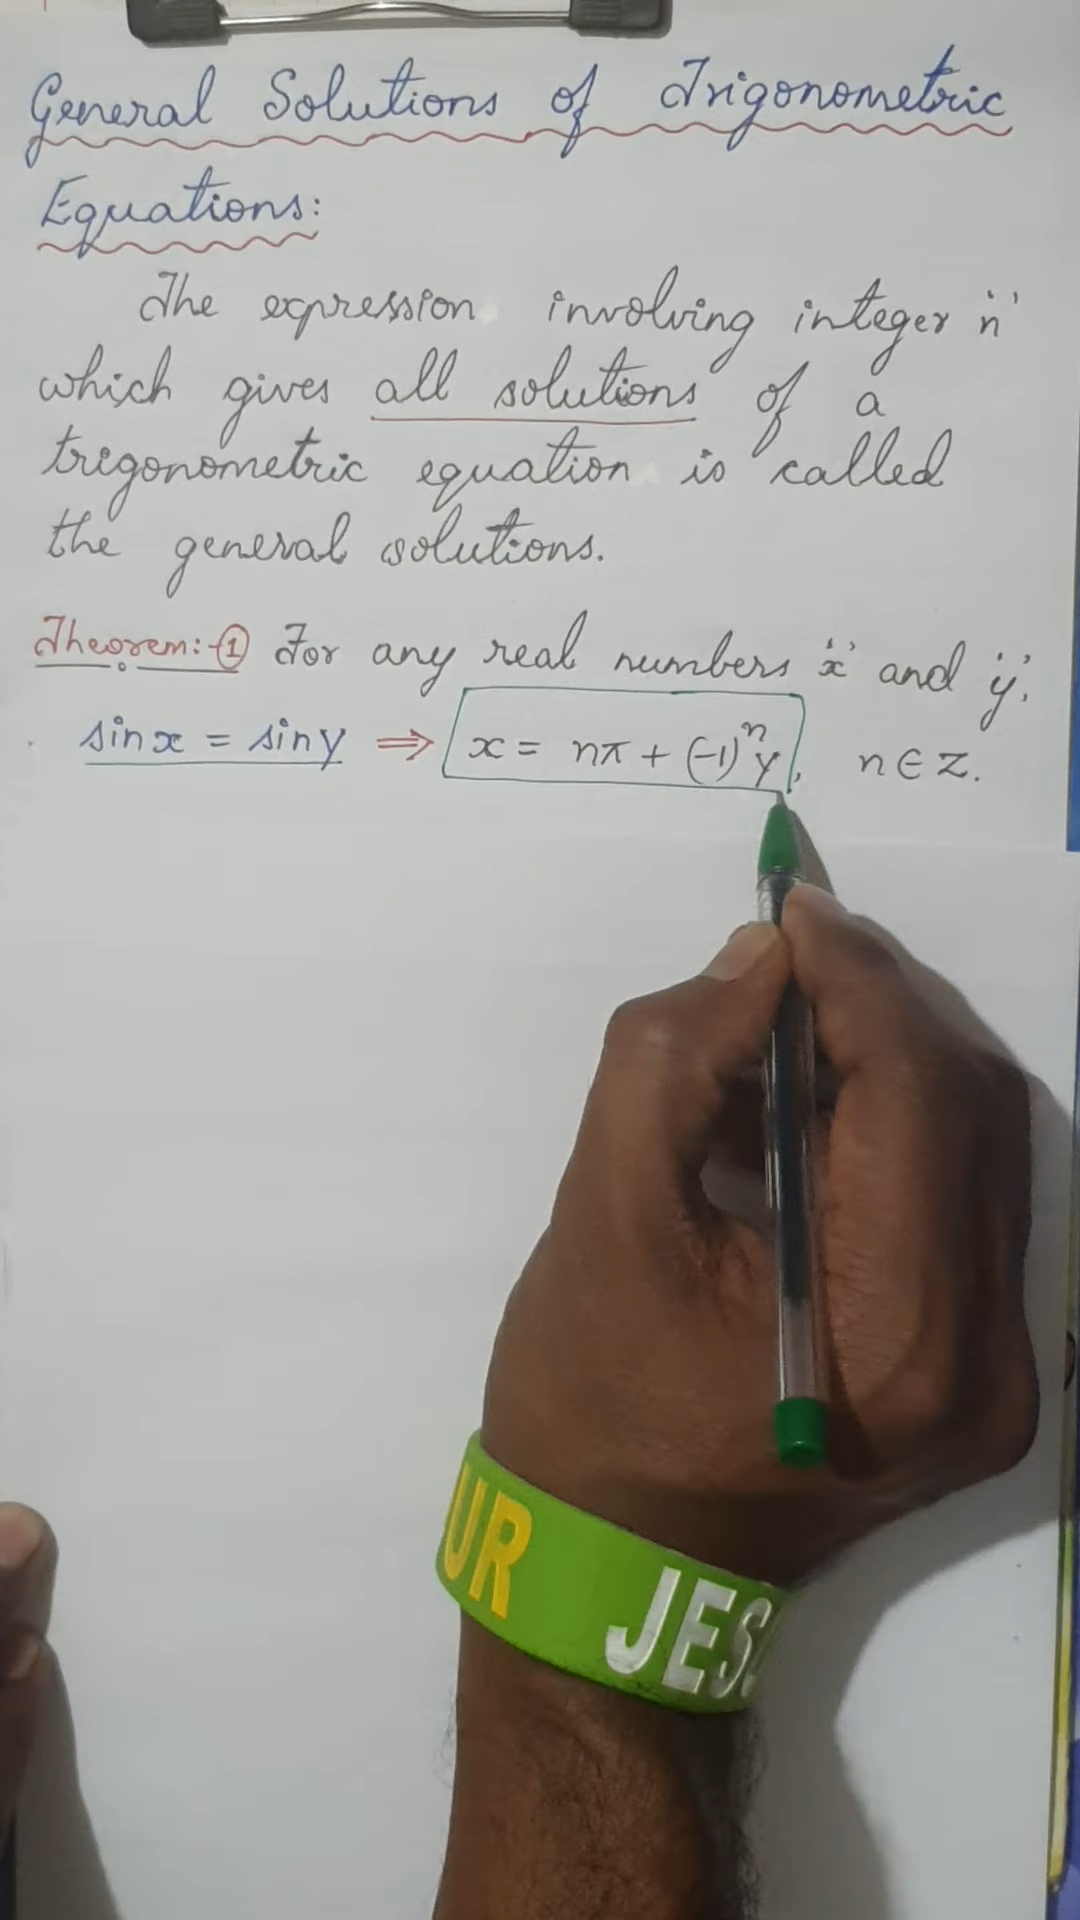 General Solutions of Trigonometric
Equations:
The expression involving integer 'n'
which gives all solutions of a
trigonometric equation is called
the general solutions.
Theorem:-① For any real numbers 'x' and 'y',
sin x = sin y ⇒ x = nπ + (-1)ⁿy, n ∈ Z.
UR JES